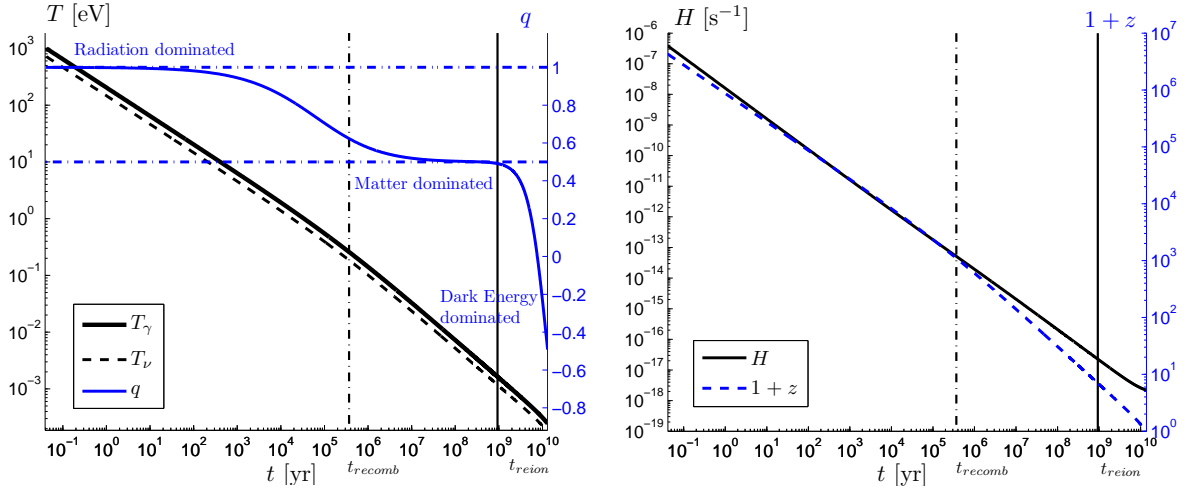 T [eV]
q
10^3
10^2
10^1
10^0
10^−1
10^−2
10^−3
Radiation dominated
Matter dominated
Dark Energy
dominated
T_γ
T_ν
q
1
0.8
0.6
0.4
0.2
0
−0.2
−0.4
−0.6
−0.8
10^−1 10^0 10^1 10^2 10^3 10^4 10^5 10^6 10^7 10^8 10^9 10^10
t [yr]
t_recomb
t_reion
H [s^−1]
1 + z
10^−6
10^−7
10^−8
10^−9
10^−10
10^−11
10^−12
10^−13
10^−14
10^−15
10^−16
10^−17
10^−18
10^−19
H
1 + z
10^7
10^6
10^5
10^4
10^3
10^2
10^1
10^0
10^−1 10^0 10^1 10^2 10^3 10^4 10^5 10^6 10^7 10^8 10^9 10^10
t [yr]
t_recomb
t_reion